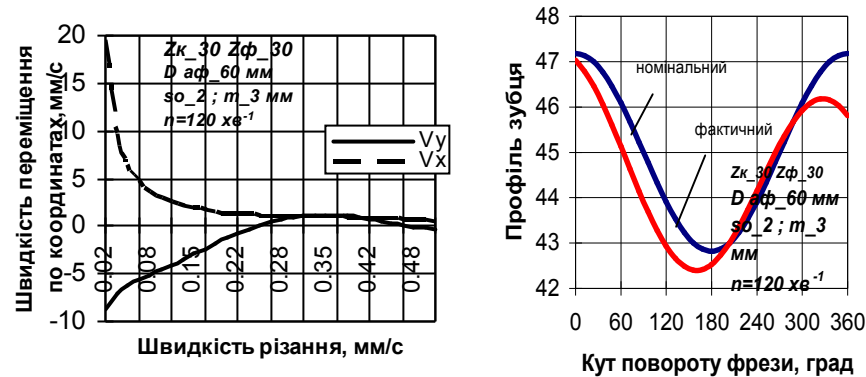 20
15
10
5
0
-5
-10
Швидкість переміщення
по координатах,мм/с
Zк_30 Zф_30
D аф_60 мм
so_2 ; m_3 мм
n=120 хв-1
Vy
Vx
0.02
0.08
0.15
0.22
0.28
0.35
0.42
0.48
Швидкість різання, мм/с
48
47
46
45
44
43
42
Профіль зубця
номінальний
фактичний
Zк_30 Zф_30
D аф_60 мм
so_2 ; m_3
мм
n=120 хв-1
0 60 120 180 240 300 360
Кут повороту фрези, град